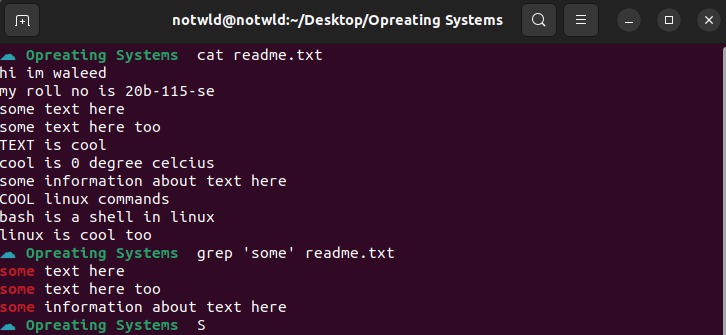 notwld@notwld:~/Desktop/Opreating Systems
Opreating Systems cat readme.txt
hi im waleed
my roll no is 20b-115-se
some text here
some text here too
TEXT is cool
cool is 0 degree celcius
some information about text here
COOL linux commands
bash is a shell in linux
linux is cool too
Opreating Systems grep 'some' readme.txt
some text here
some text here too
some information about text here
Opreating Systems S